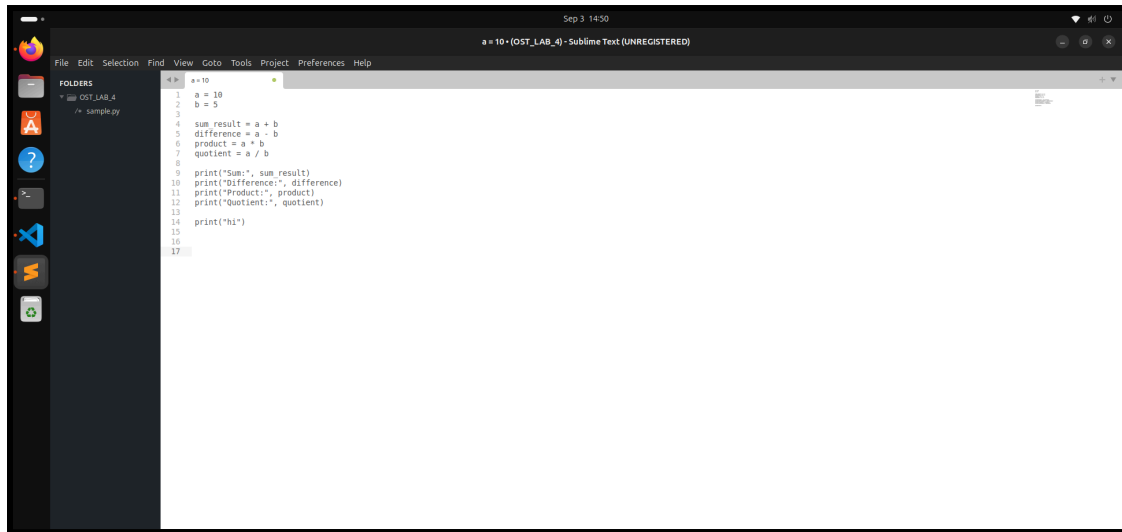 Sep 3 14:50
a = 10 • (OST_LAB_4) - Sublime Text (UNREGISTERED)
File Edit Selection Find View Goto Tools Project Preferences Help
FOLDERS
OST_LAB_4
/* sample.py
a = 10
1 a = 10
2 b = 5
3
4 sum_result = a + b
5 difference = a - b
6 product = a * b
7 quotient = a / b
8
9 print("Sum:", sum_result)
10 print("Difference:", difference)
11 print("Product:", product)
12 print("Quotient:", quotient)
13
14 print("hi")
15
16
17